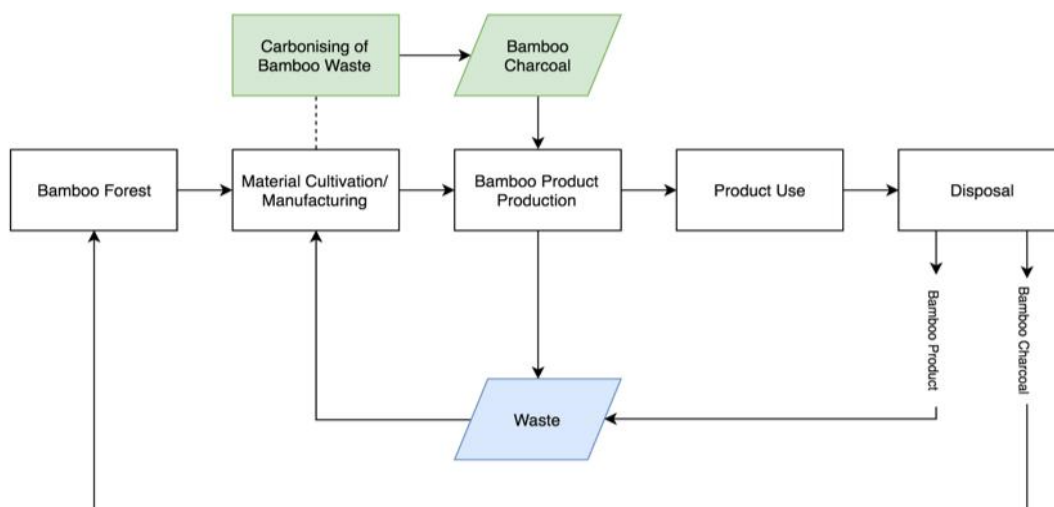 Carbonising of
Bamboo Waste
Bamboo
Charcoal
Bamboo Forest
Material Cultivation/
Manufacturing
Bamboo Product
Production
Product Use
Disposal
Bamboo Product
Bamboo Charcoal
Waste